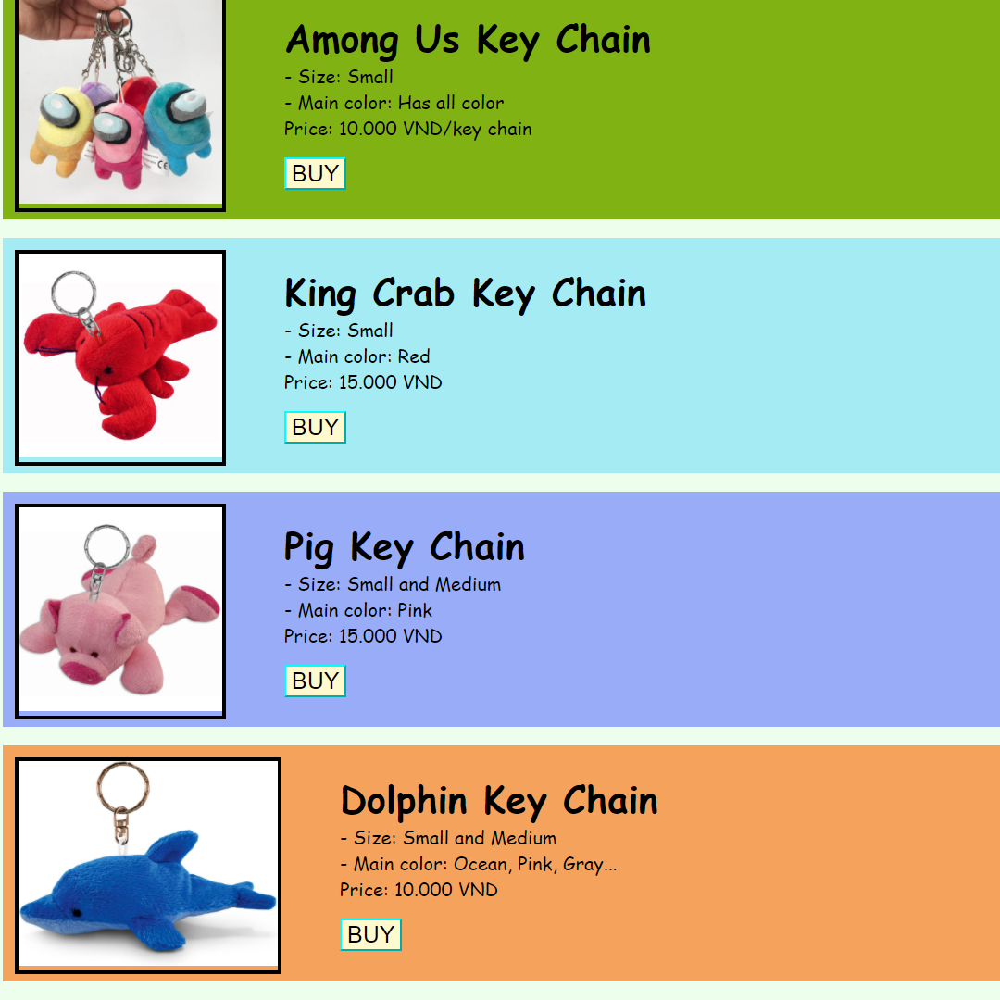 Among Us Key Chain
- Size: Small
- Main color: Has all color
Price: 10.000 VND/key chain
BUY
King Crab Key Chain
- Size: Small
- Main color: Red
Price: 15.000 VND
BUY
Pig Key Chain
- Size: Small and Medium
- Main color: Pink
Price: 15.000 VND
BUY
Dolphin Key Chain
- Size: Small and Medium
- Main color: Ocean, Pink, Gray...
Price: 10.000 VND
BUY